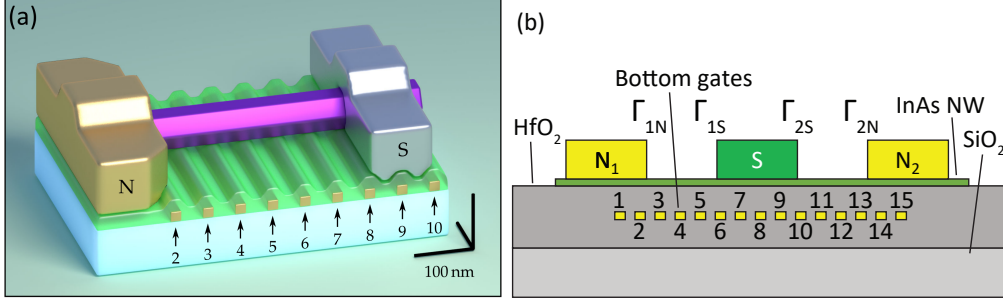 (a)
N
S
2
3
4
5
6
7
8
9
10
100 nm
(b)
Bottom gates
Γ1N Γ1S Γ2S Γ2N
InAs NW
HfO2
SiO2
N1 S N2
1 3 5 7 9 11 13 15
2 4 6 8 10 12 14